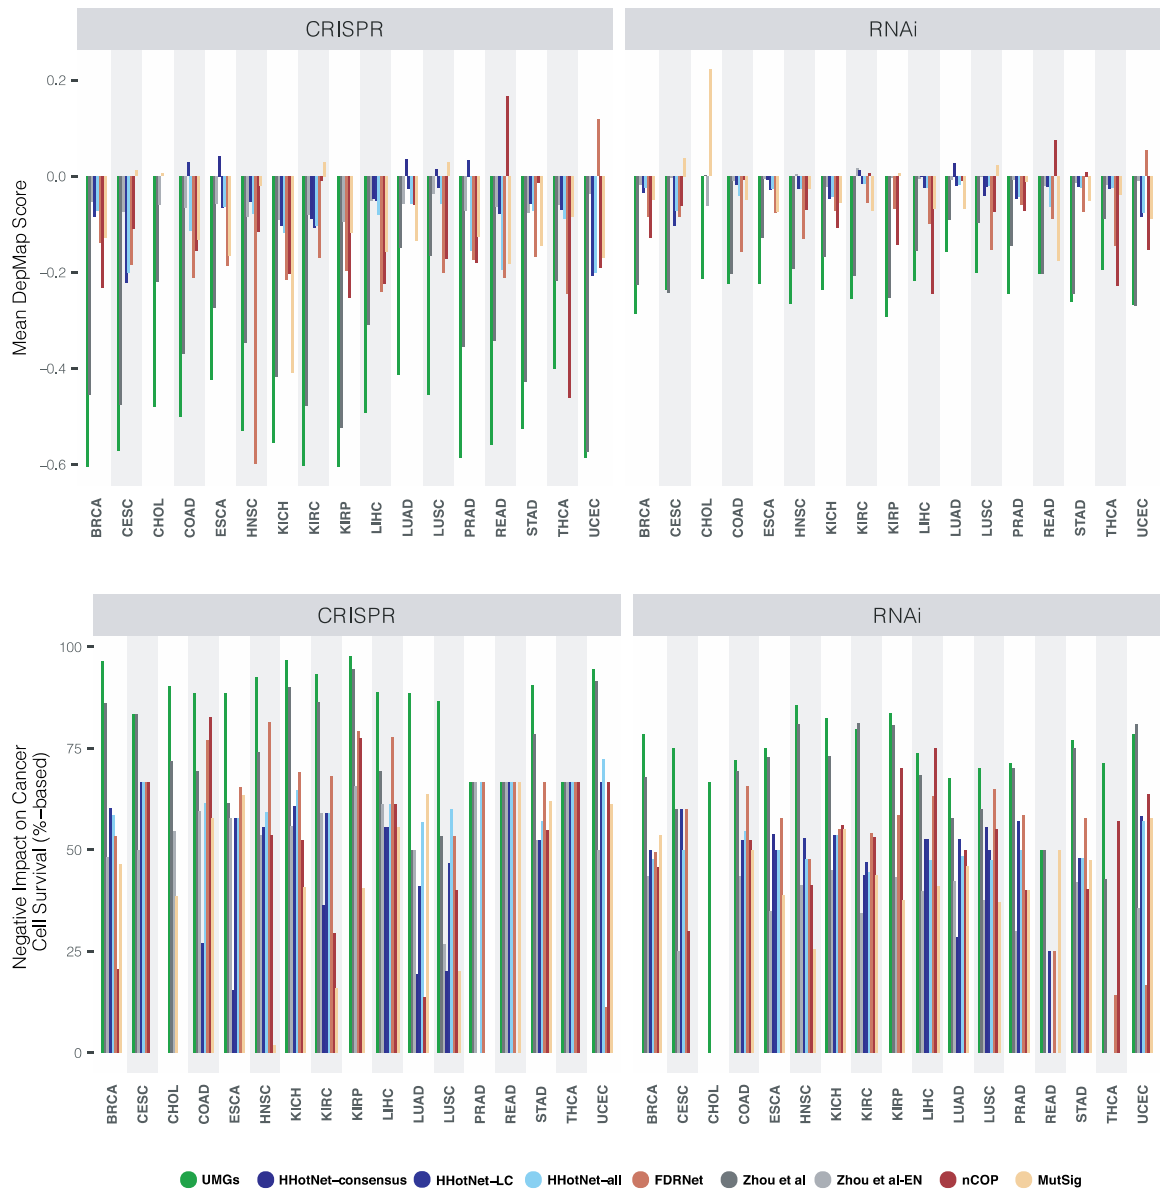 CRISPR
RNAi
Mean DepMap Score
0.2
0.0
−0.2
−0.4
−0.6
BRCA CESC CHOL COAD ESCA HNSC KICH KIRC KIRP LIHC LUAD LUSC PRAD READ STAD THCA UCEC
BRCA CESC CHOL COAD ESCA HNSC KICH KIRC KIRP LIHC LUAD LUSC PRAD READ STAD THCA UCEC
CRISPR
RNAi
Negative Impact on Cancer
Cell Survival (%−based)
100
75
50
25
0
BRCA CESC CHOL COAD ESCA HNSC KICH KIRC KIRP LIHC LUAD LUSC PRAD READ STAD THCA UCEC
BRCA CESC CHOL COAD ESCA HNSC KICH KIRC KIRP LIHC LUAD LUSC PRAD READ STAD THCA UCEC
UMGs HHotNet−consensus HHotNet−LC HHotNet−all FDRNet Zhou et al Zhou et al−EN nCOP MutSig